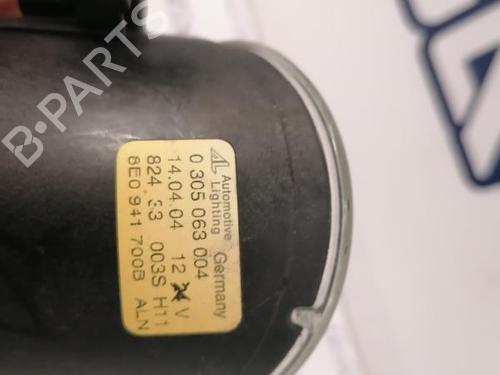 AL Automotive Lighting Germany
0 305 063 004
14.04.04 12 V
824.33 003S H11
8E0 941 700B ALN
B-PARTS